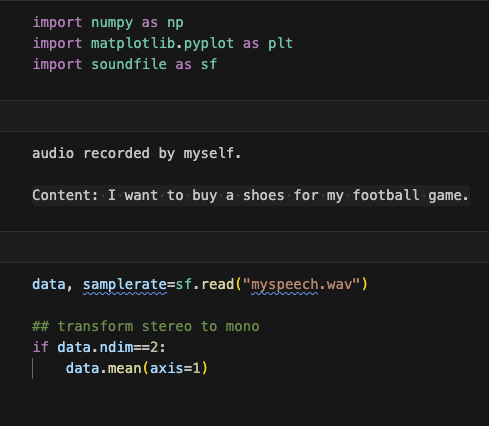 import numpy as np
import matplotlib.pyplot as plt
import soundfile as sf
audio recorded by myself.
Content: I want to buy a shoes for my football game.
data, samplerate=sf.read("myspeech.wav")
## transform stereo to mono
if data.ndim==2:
    data.mean(axis=1)